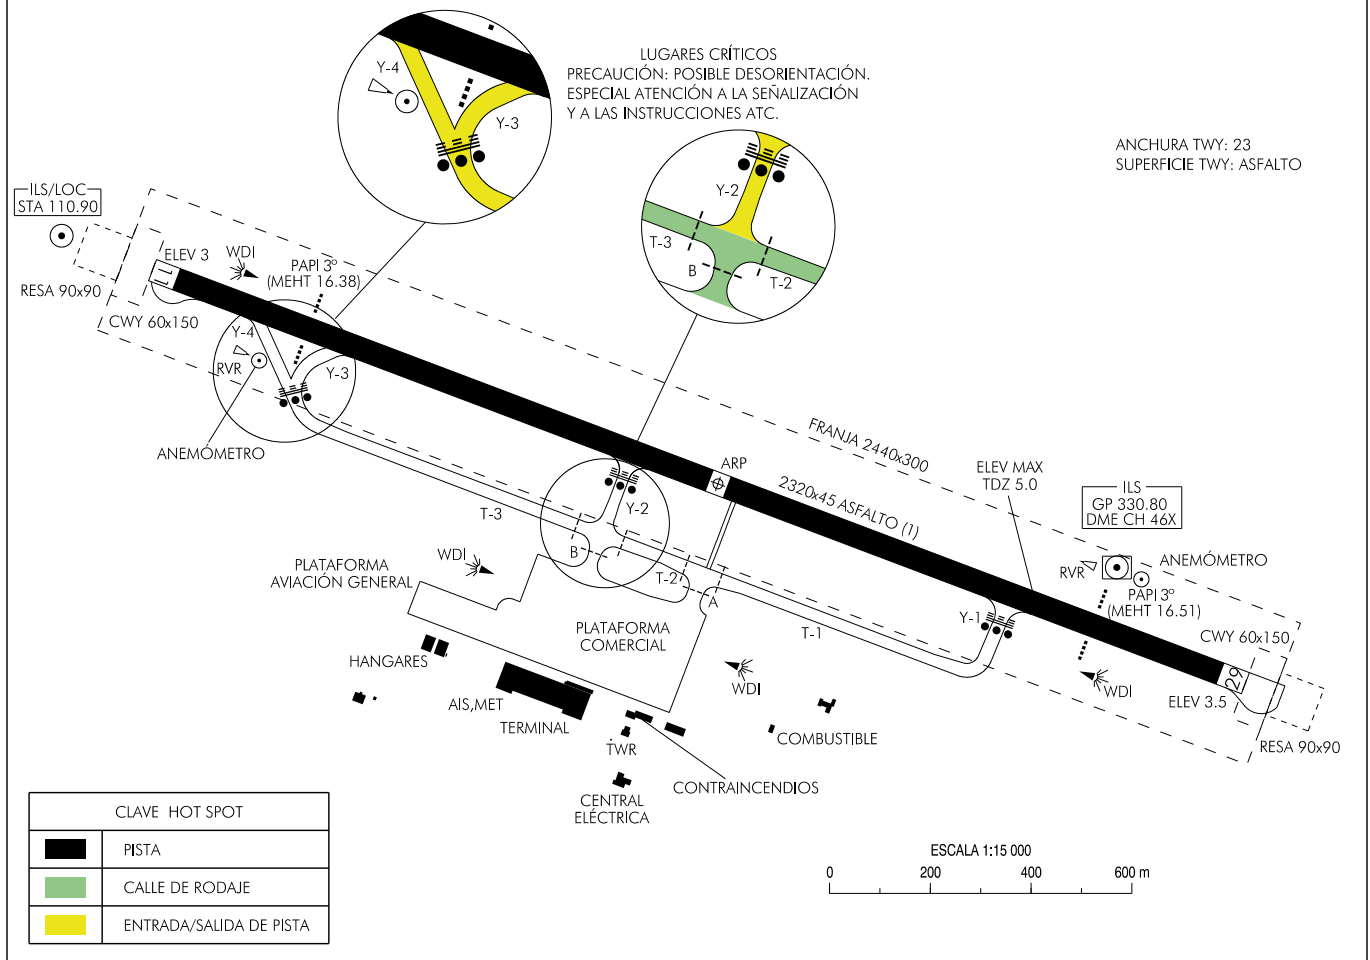 LUGARES CRÍTICOS
PRECAUCIÓN: POSIBLE DESORIENTACIÓN.
ESPECIAL ATENCIÓN A LA SEÑALIZACIÓN
Y A LAS INSTRUCCIONES ATC.
ANCHURA TWY: 23
SUPERFICIE TWY: ASFALTO
Y-4
Y-3
Y-2
T-3
B
T-2
ILS/LOC
STA 110.90
RESA 90x90
ELEV 3
WDI
PAPI 3º
(MEHT 16.38)
11
CWY 60x150
Y-4
RVR
Y-3
ANEMÓMETRO
FRANJA 2440x300
ARP
2320x45 ASFALTO (1)
ELEV MAX
TDZ 5.0
ILS
GP 330.80
DME CH 46X
ANEMÓMETRO
RVR
PAPI 3º
(MEHT 16.51)
CWY 60x150
29
ELEV 3.5
RESA 90x90
WDI
Y-1
T-1
T-3
Y-2
B
T-2
A
WDI
PLATAFORMA
AVIACIÓN GENERAL
PLATAFORMA
COMERCIAL
WDI
HANGARES
AIS,MET
TERMINAL
TWR
COMBUSTIBLE
CONTRAINCENDIOS
CENTRAL
ELÉCTRICA
CLAVE HOT SPOT
PISTA
CALLE DE RODAJE
ENTRADA/SALIDA DE PISTA
ESCALA 1:15 000
0 200 400 600 m